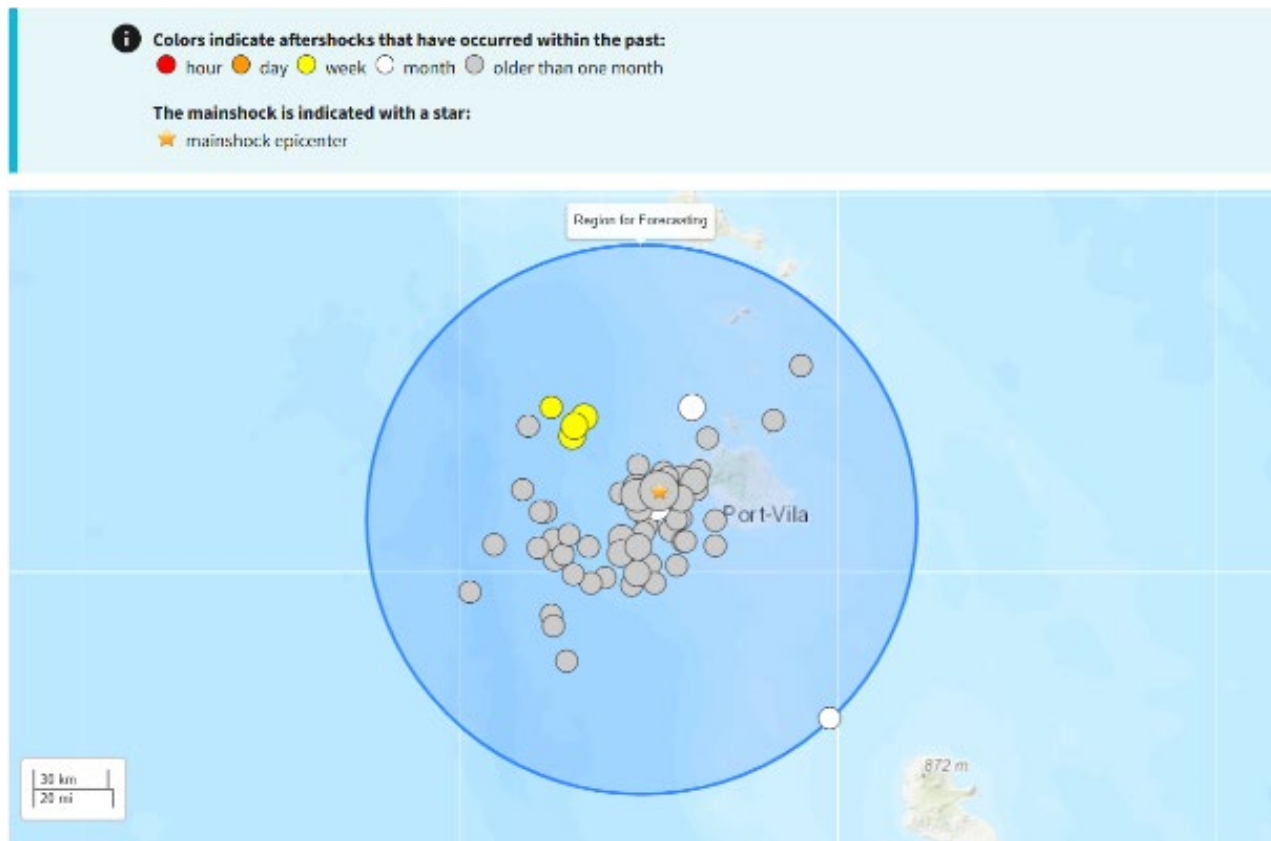 Colors indicate aftershocks that have occurred within the past:
hour day week month older than one month
The mainshock is indicated with a star:
mainshock epicenter
Region for Forecasting
Port-Vila
872 m
30 km
20 mi